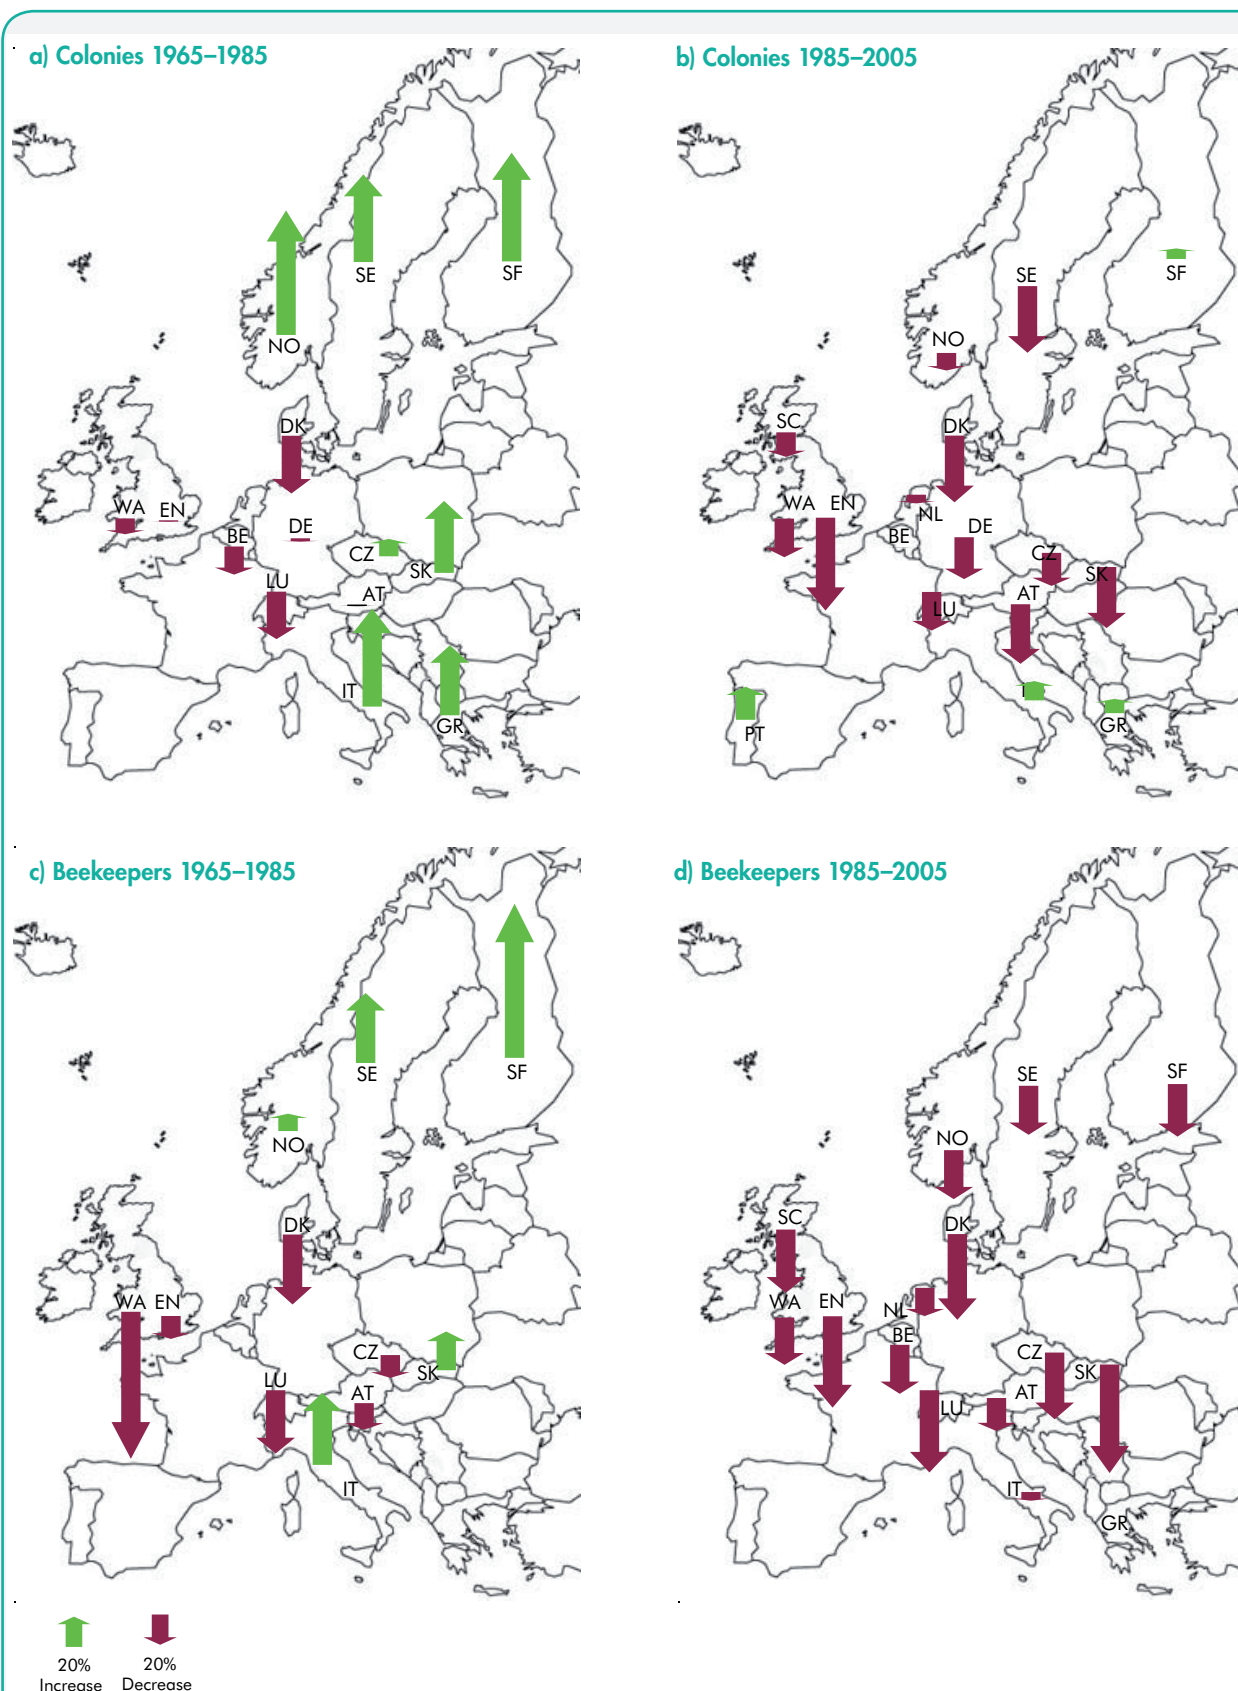 a) Colonies 1965–1985
SE
SF
NO
DK
WA
EN
DE
BE
CZ
SK
LU
AT
IT
GR
b) Colonies 1985–2005
SF
SE
NO
SC
DK
WA
EN
NL
DE
BE
CZ
SK
AT
LU
GR
PT
c) Beekeepers 1965–1985
SE
SF
NO
DK
WA
EN
CZ
SK
LU
AT
IT
d) Beekeepers 1985–2005
SE
SF
NO
SC
DK
WA
EN
NL
BE
CZ
SK
AT
LU
IT
GR
20%
Increase
20%
Decrease